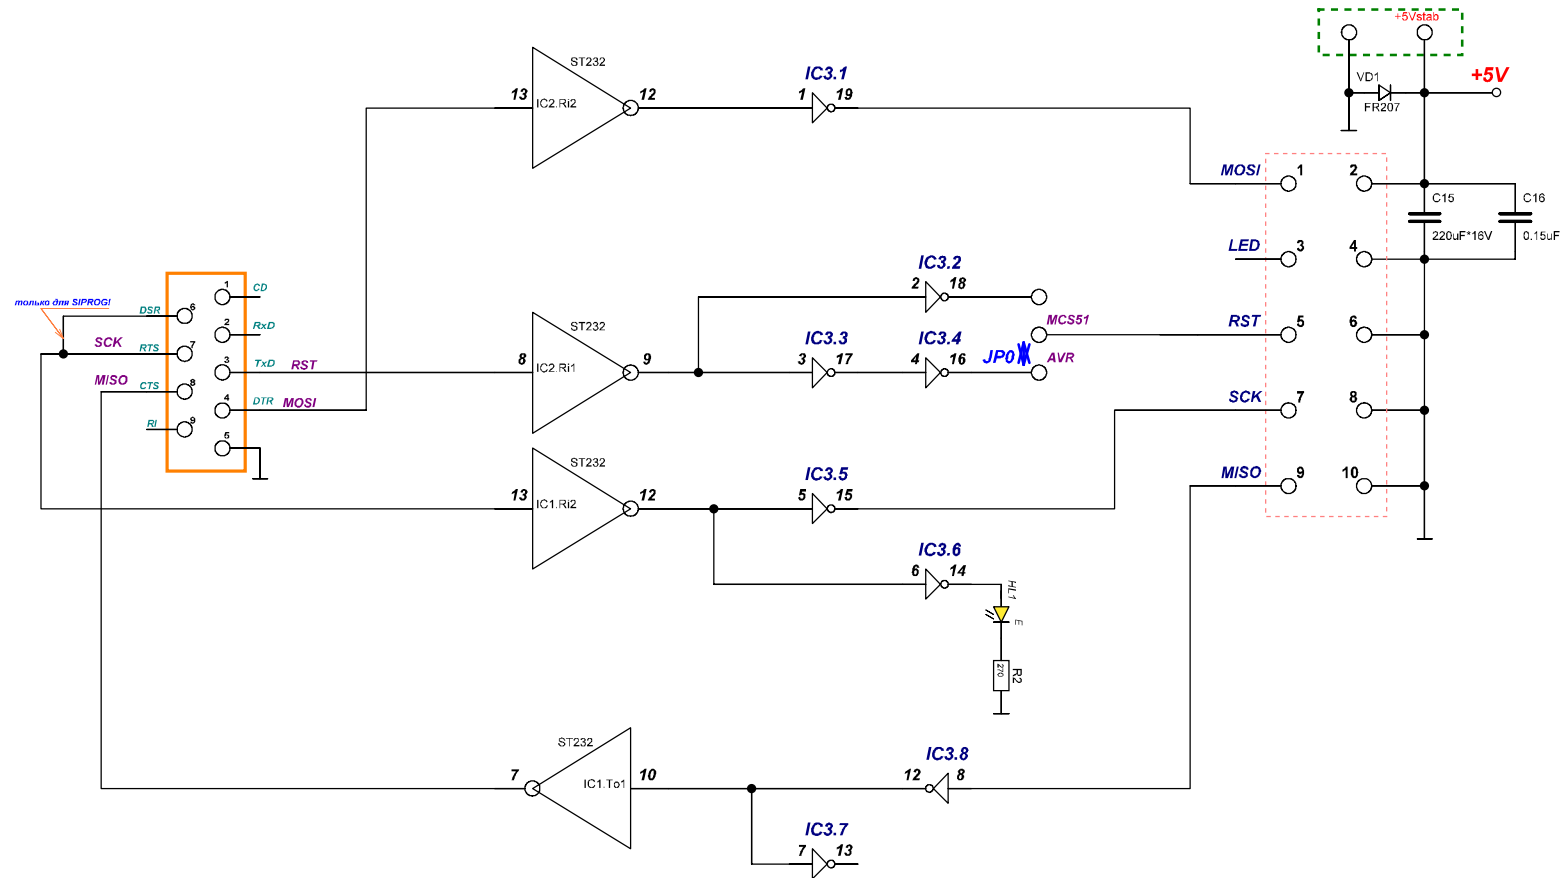 +5Vstab
+5V
VD1
FR207
ST232
13
IC2.Ri2
12
IC3.1
1
19
MOSI
1
2
C15
220uF*16V
C16
0.15uF
LED
3
4
IC3.2
2
18
только для SIPROG!
1
CD
DSR
6
2
RxD
SCK
RTS
7
3
TxD
RST
MISO
CTS
8
4
DTR
MOSI
RI
9
5
ST232
8
IC2.Ri1
9
IC3.3
3
17
IC3.4
4
16
MCS51
JP0
AVR
RST
5
6
SCK
7
8
MISO
9
10
ST232
13
IC1.Ri2
12
IC3.5
5
15
IC3.6
6
14
HL1
E
R2
270
ST232
7
IC1.To1
10
IC3.8
12
8
IC3.7
7
13